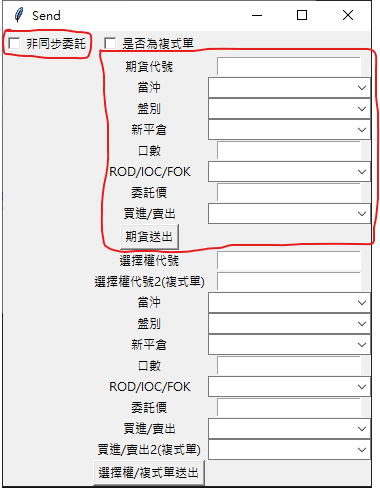 Send
非同步委託 是否為複式單
期貨代號
當沖
盤別
新平倉
口數
ROD/IOC/FOK
委託價
買進/賣出
期貨送出
選擇權代號
選擇權代號2(複式單)
當沖
盤別
新平倉
口數
ROD/IOC/FOK
委託價
買進/賣出
買進/賣出2(複式單)
選擇權/複式單送出